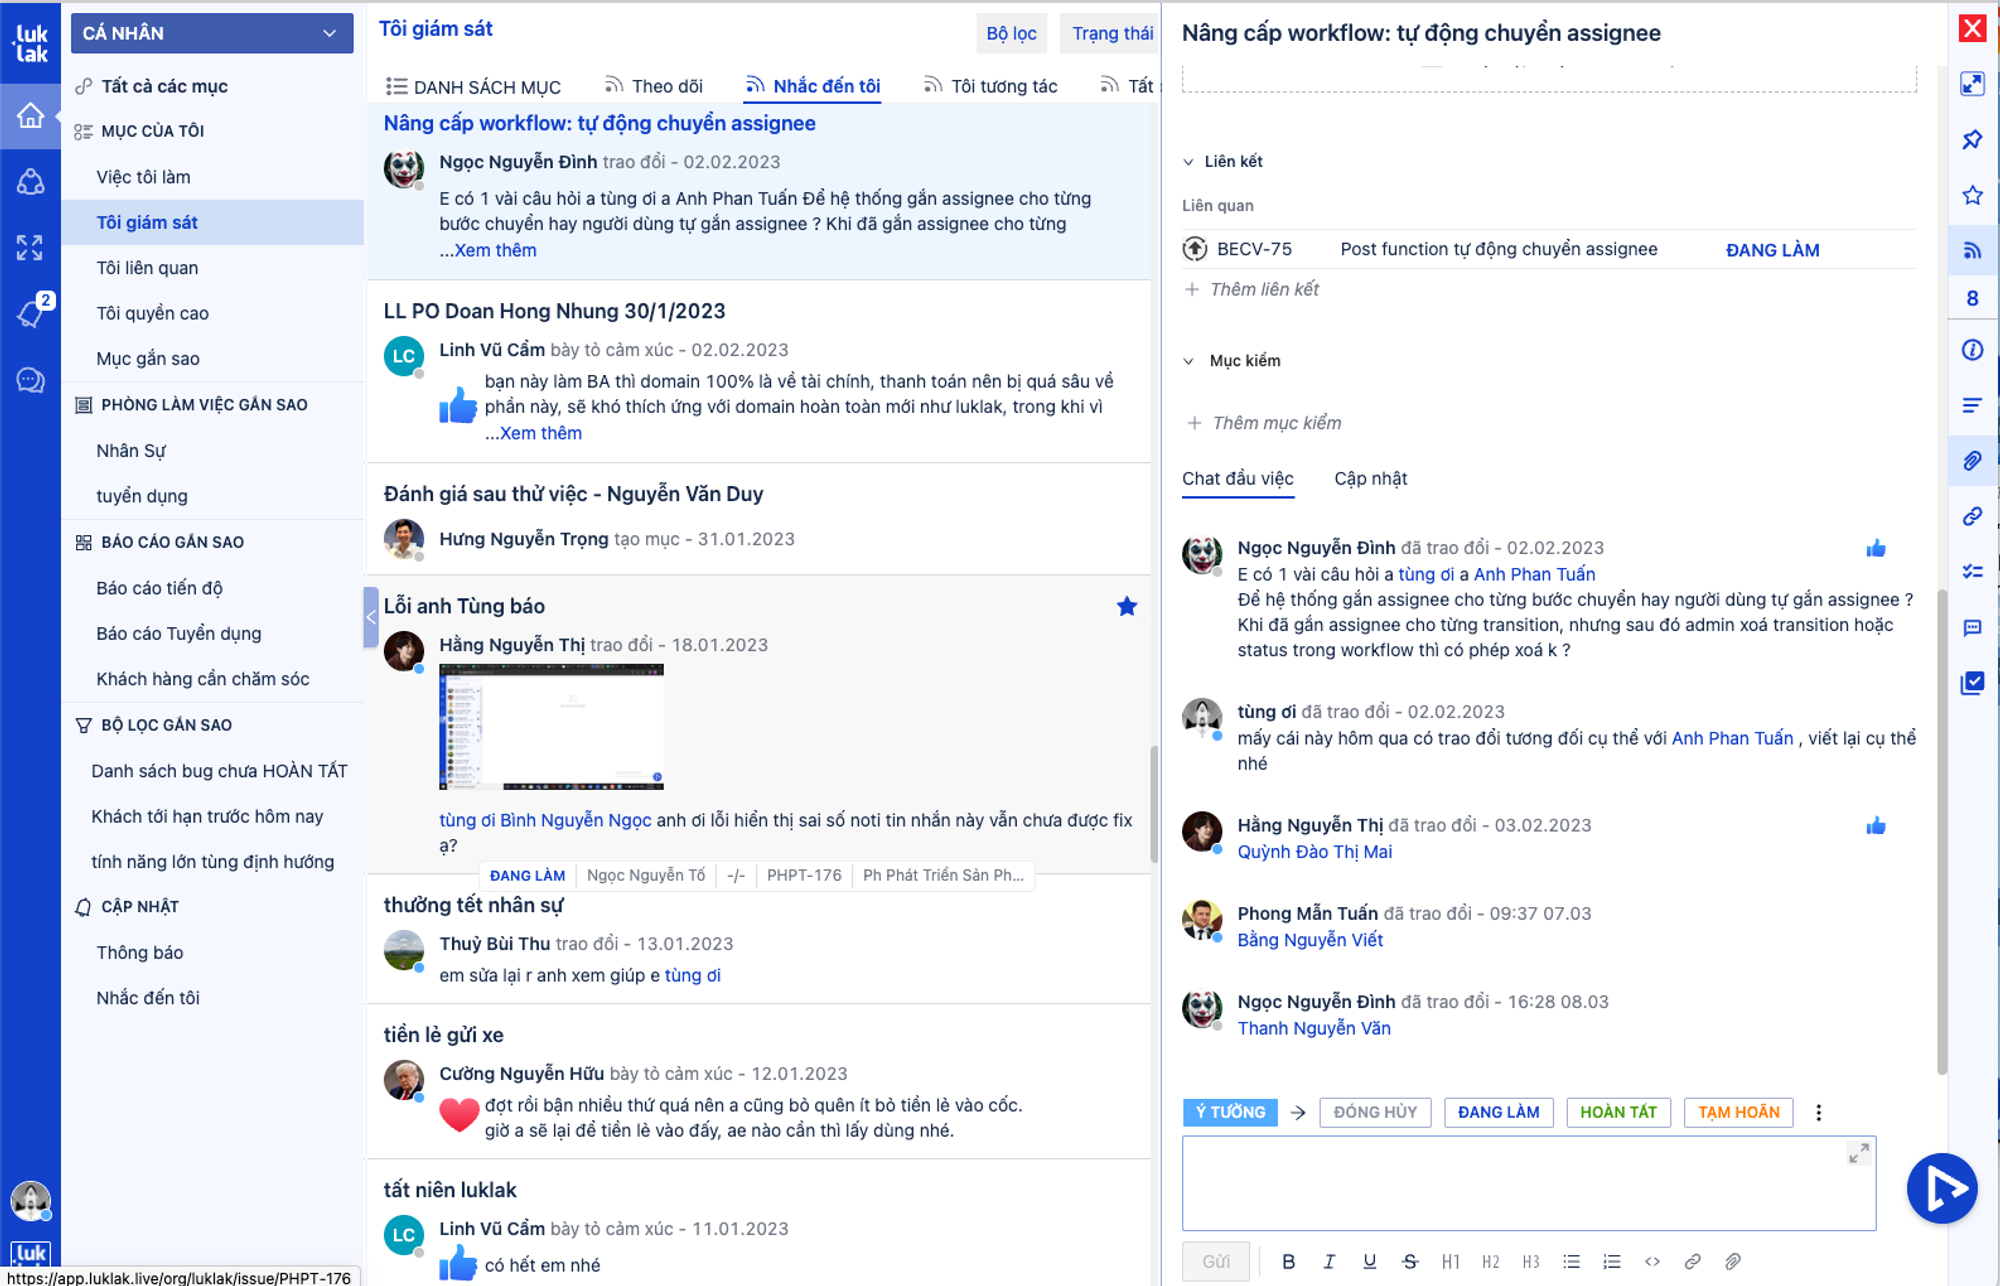 luk
lak
CÁ NHÂN
Tất cả các mục
MỤC CỦA TÔI
Việc tôi làm
Tôi giám sát
Tôi liên quan
Tôi quyền cao
Mục gắn sao
PHÒNG LÀM VIỆC GẮN SAO
Nhân Sự
tuyển dụng
BÁO CÁO GẮN SAO
Báo cáo tiến độ
Báo cáo Tuyển dụng
Khách hàng cần chăm sóc
BỘ LỌC GẮN SAO
Danh sách bug chưa HOÀN TẤT
Khách tới hạn trước hôm nay
tính năng lớn tùng định hướng
CẬP NHẬT
Thông báo
Nhắc đến tôi
2
luk
https://app.luklak.live/org/luklak/issue/PHPT-176
Tôi giám sát
Bộ lọc
Trạng thái
DANH SÁCH MỤC
Theo dõi
Nhắc đến tôi
Tôi tương tác
Tất
Nâng cấp workflow: tự động chuyển assignee
Ngọc Nguyễn Đình trao đổi - 02.02.2023
E có 1 vài câu hỏi a tùng ơi a Anh Phan Tuấn Để hệ thống gắn assignee cho từng
bước chuyển hay người dùng tự gắn assignee ? Khi đã gắn assignee cho từng
...Xem thêm
LL PO Doan Hong Nhung 30/1/2023
LC
Linh Vũ Cẩm bày tỏ cảm xúc - 02.02.2023
bạn này làm BA thì domain 100% là về tài chính, thanh toán nên bị quá sâu về
phần này, sẽ khó thích ứng với domain hoàn toàn mới như luklak, trong khi vì
...Xem thêm
Đánh giá sau thử việc - Nguyễn Văn Duy
Hưng Nguyễn Trọng tạo mục - 31.01.2023
Lỗi anh Tùng báo
Hằng Nguyễn Thị trao đổi - 18.01.2023
tùng ơi Bình Nguyễn Ngọc anh ơi lỗi hiển thị sai số noti tin nhắn này vẫn chưa được fix
ạ?
ĐANG LÀM
Ngọc Nguyễn Tố
-/-
PHPT-176
Ph Phát Triển Sản Ph...
thưởng tết nhân sự
Thuỷ Bùi Thu trao đổi - 13.01.2023
em sửa lại r anh xem giúp e tùng ơi
tiền lẻ gửi xe
Cường Nguyễn Hữu bày tỏ cảm xúc - 12.01.2023
đợt rồi bận nhiều thứ quá nên a cũng bỏ quên ít bỏ tiền lẻ vào cốc.
giờ a sẽ lại để tiền lẻ vào đấy, ae nào cần thì lấy dùng nhé.
tất niên luklak
LC
Linh Vũ Cẩm bày tỏ cảm xúc - 11.01.2023
có hết em nhé
Nâng cấp workflow: tự động chuyển assignee
Liên kết
Liên quan
BECV-75
Post function tự động chuyển assignee
ĐANG LÀM
Thêm liên kết
Mục kiểm
Thêm mục kiểm
Chat đầu việc
Cập nhật
Ngọc Nguyễn Đình đã trao đổi - 02.02.2023
E có 1 vài câu hỏi a tùng ơi a Anh Phan Tuấn
Để hệ thống gắn assignee cho từng bước chuyển hay người dùng tự gắn assignee ?
Khi đã gắn assignee cho từng transition, nhưng sau đó admin xoá transition hoặc
status trong workflow thì có phép xoá k ?
tùng ơi đã trao đổi - 02.02.2023
mấy cái này hôm qua có trao đổi tương đối cụ thể với Anh Phan Tuấn , viết lại cụ thể
nhé
Hằng Nguyễn Thị đã trao đổi - 03.02.2023
Quỳnh Đào Thị Mai
Phong Mẫn Tuấn đã trao đổi - 09:37 07.03
Bằng Nguyễn Viết
Ngọc Nguyễn Đình đã trao đổi - 16:28 08.03
Thanh Nguyễn Văn
Ý TƯỞNG
ĐÓNG HỦY
ĐANG LÀM
HOÀN TẤT
TẠM HOÃN
Gửi
B
I
U
S
H1
H2
H3
8